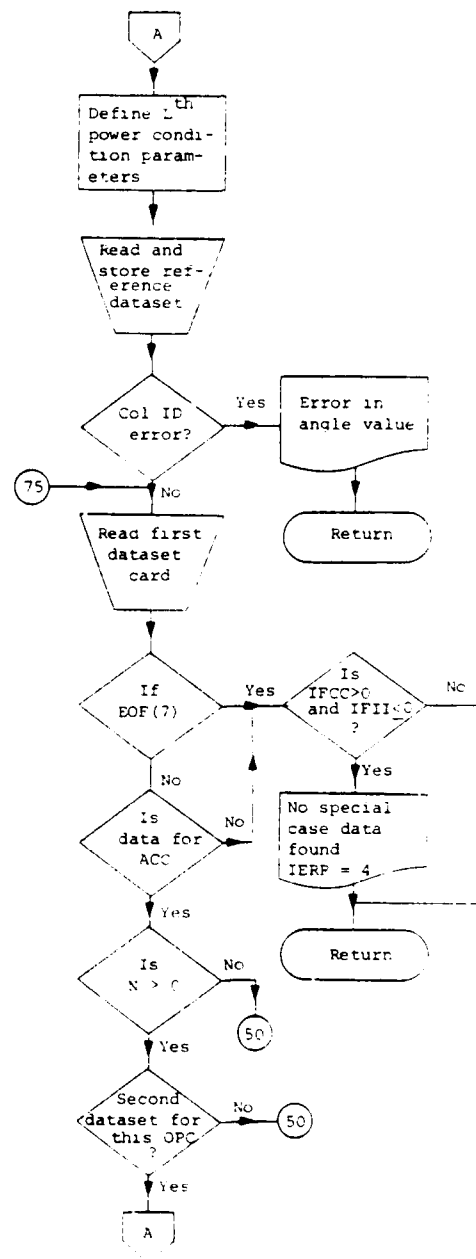 A
Define Lth
power condi-
tion param-
eters
Read and
store ref-
erence
dataset
Col ID
error?
Yes
Error in
angle value
75
No
Return
Read first
dataset
card
If
EOF(7)
Yes
Is
IFCC>0
and IFII≤0
?
No
No
Yes
Is
data for
ACC
No
No special
case data
found
IERP = 4
Yes
Return
Is
N > 0
No
50
Yes
Second
dataset for
this OPC
?
No
50
Yes
A